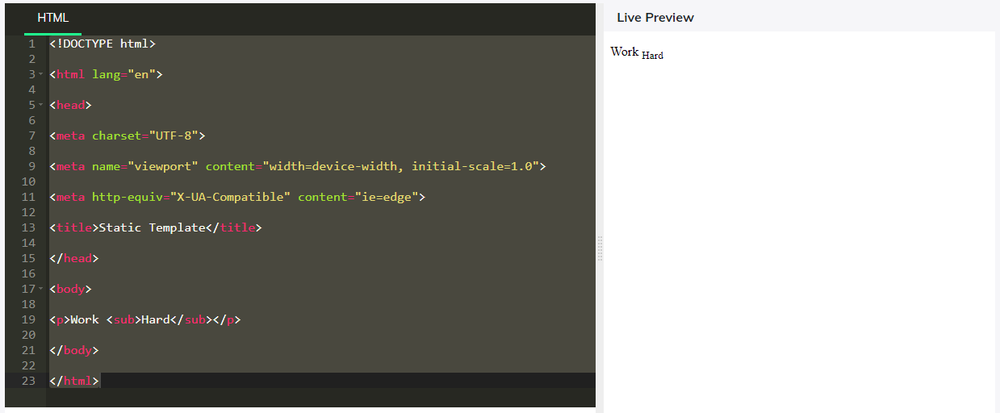 HTML
Live Preview
1 <!DOCTYPE html>
2
3 <html lang="en">
4
5 <head>
6
7 <meta charset="UTF-8">
8
9 <meta name="viewport" content="width=device-width, initial-scale=1.0">
10
11 <meta http-equiv="X-UA-Compatible" content="ie=edge">
12
13 <title>Static Template</title>
14
15 </head>
16
17 <body>
18
19 <p>Work <sub>Hard</sub></p>
20
21 </body>
22
23 </html>
Work Hard